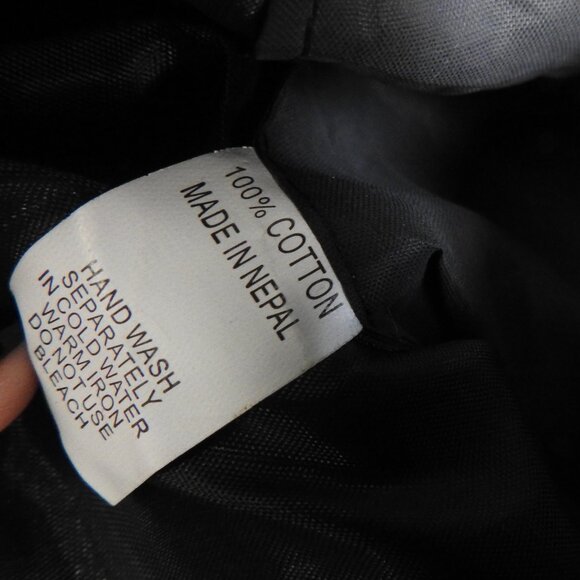 100% COTTON
MADE IN NEPAL
HAND WASH
SEPARATELY
IN COLD WATER
WARM IRON
DO NOT USE
BLEACH